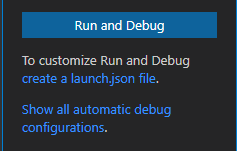 Run and Debug
To customize Run and Debug
create a launch.json file.
Show all automatic debug
configurations.